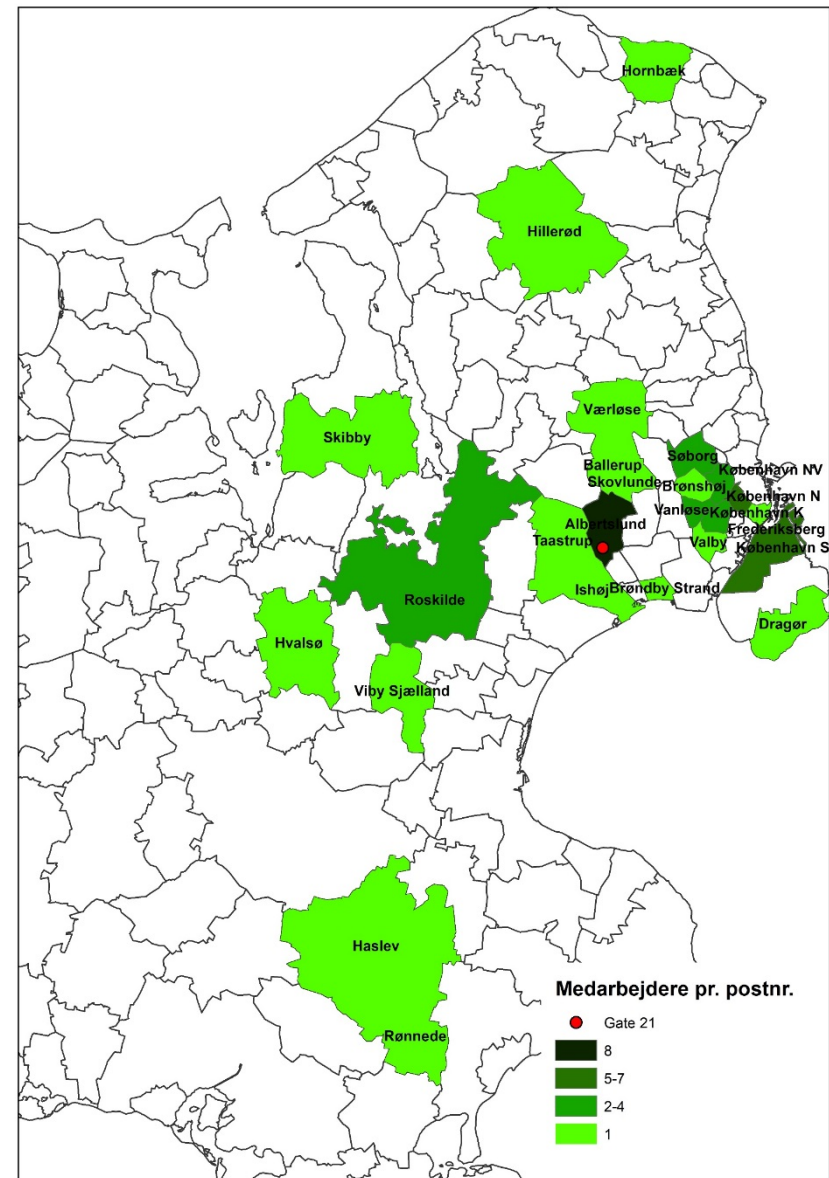 Hornbæk
Hillerød
Værløse
Skibby
Ballerup
Skovlunde
Søborg
København NV
Brønshøj
København N
Vanløse
København K
Albertslund
Frederiksberg
Taastrup
Valby
København S
Ishøj
Brøndby Strand
Roskilde
Dragør
Hvalsø
Viby Sjælland
Haslev
Rønnede
Medarbejdere pr. postnr.
Gate 21
8
5-7
2-4
1